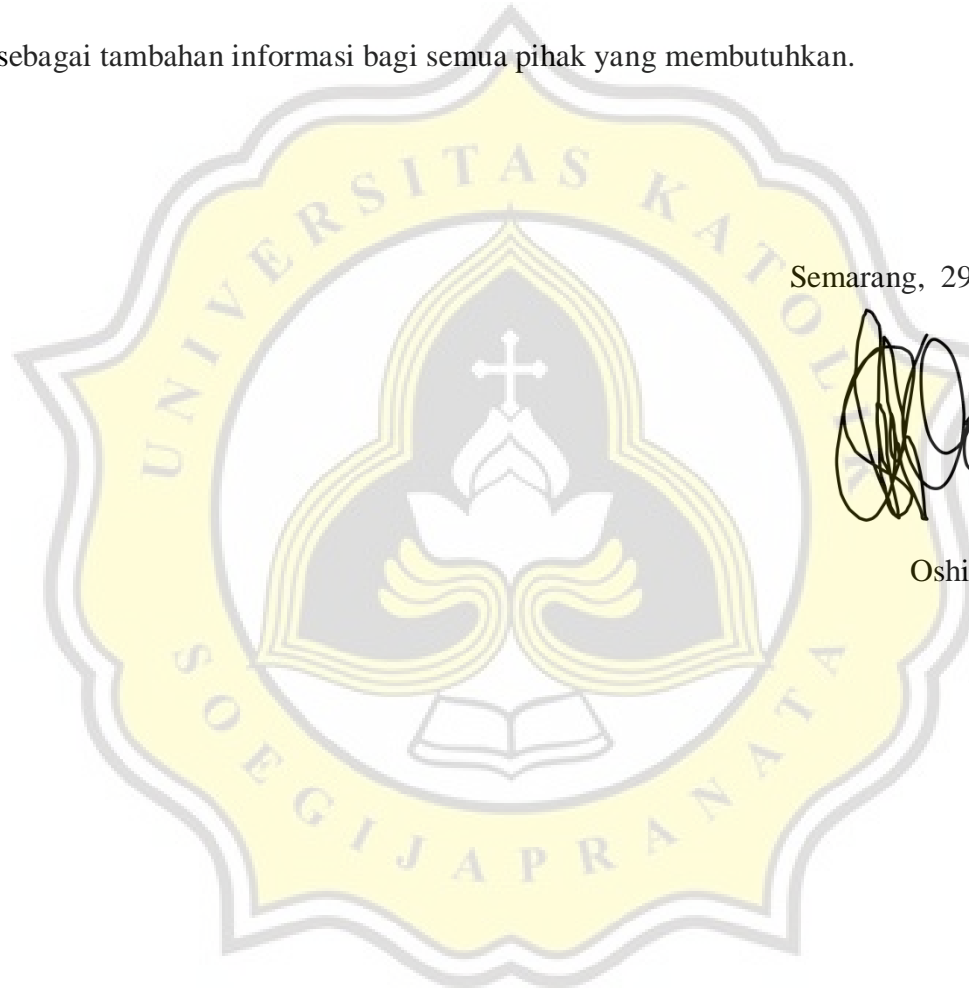 sebagai tambahan informasi bagi semua pihak yang membutuhkan.
UNIVERSITAS KATOLIK
Semarang, 29
Oshi
SOEGIJAPRANATA